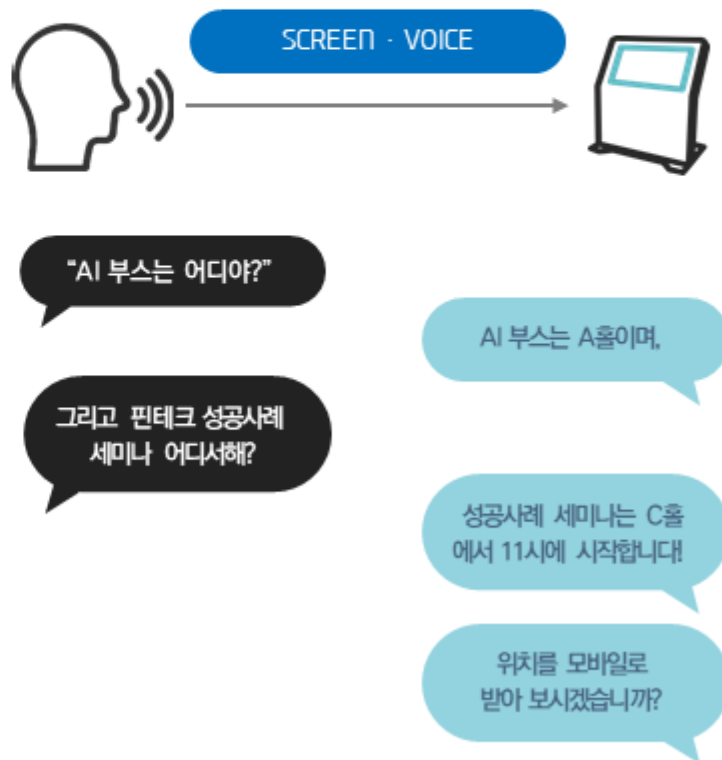 SCREEN · VOICE
“AI 부스는 어디야?”
AI 부스는 A홀이며,
그리고 핀테크 성공사례
세미나 어디서해?
성공사례 세미나는 C홀
에서 11시에 시작합니다!
위치를 모바일로
받아 보시겠습니까?